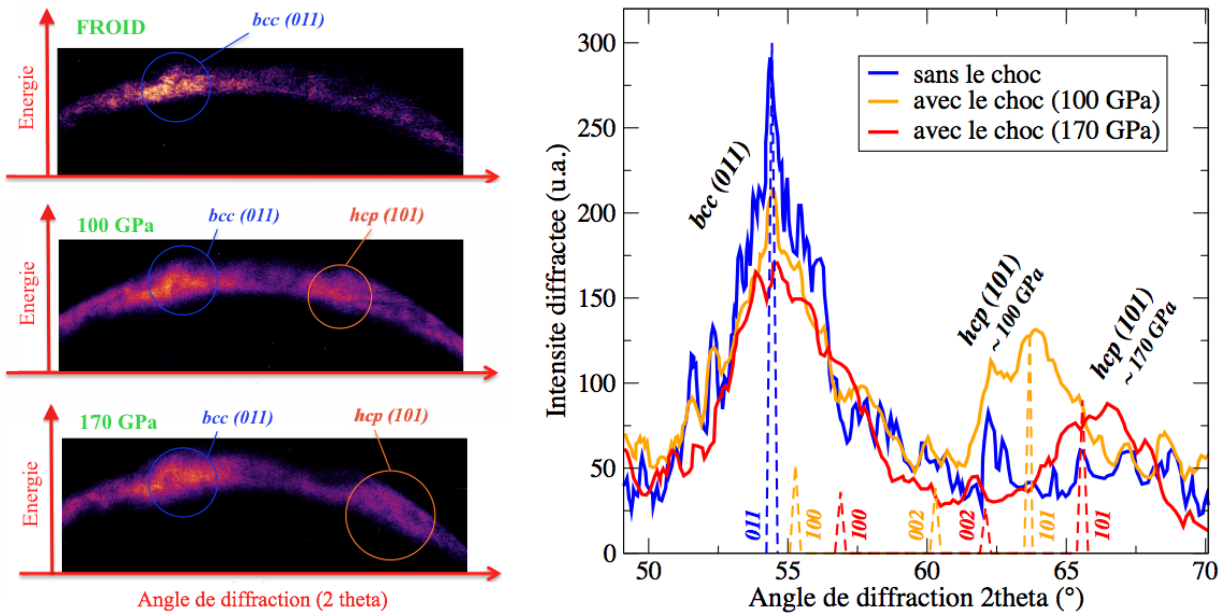 FROID
bcc (011)
Energie
100 GPa
bcc (011)
hcp (101)
Energie
170 GPa
bcc (011)
hcp (101)
Energie
Angle de diffraction (2 theta)
Intensite diffractee (u.a.)
300
250
200
150
100
50
0
sans le choc
avec le choc (100 GPa)
avec le choc (170 GPa)
bcc (011)
hcp (101)
~ 100 GPa
hcp (101)
~ 170 GPa
011
100
100
002
002
101
101
50
55
60
65
70
Angle de diffraction 2theta (°)